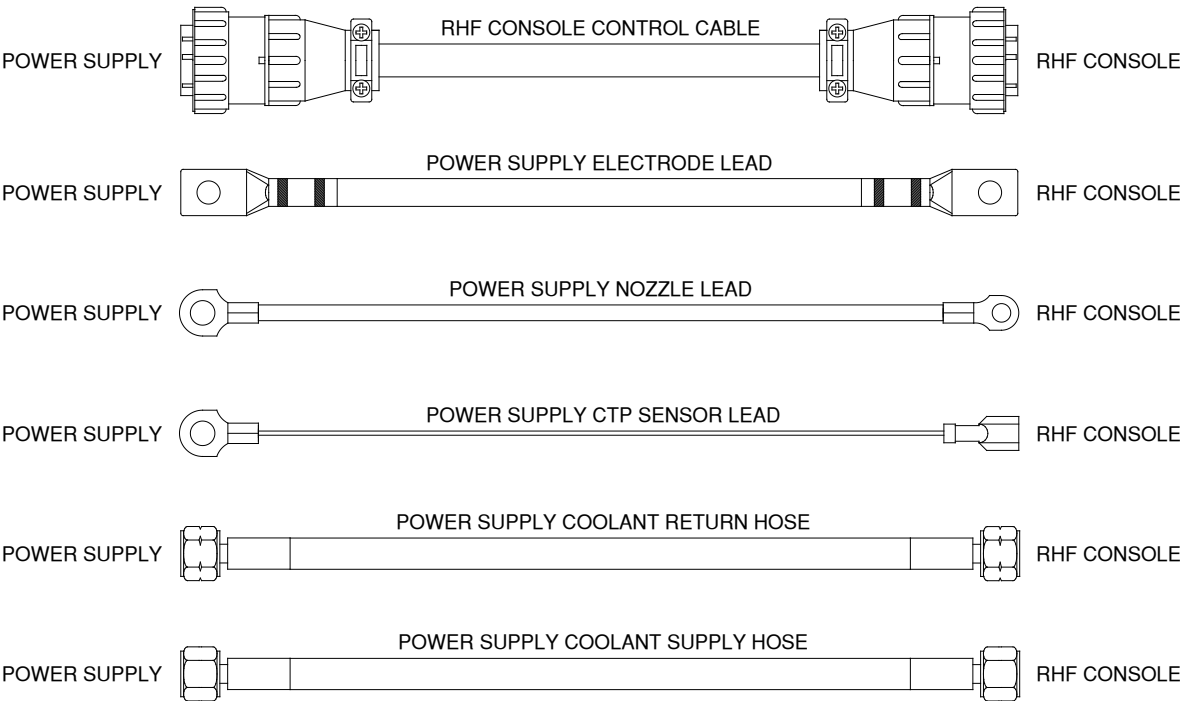 RHF CONSOLE CONTROL CABLE
POWER SUPPLY RHF CONSOLE
POWER SUPPLY ELECTRODE LEAD
POWER SUPPLY RHF CONSOLE
POWER SUPPLY NOZZLE LEAD
POWER SUPPLY RHF CONSOLE
POWER SUPPLY CTP SENSOR LEAD
POWER SUPPLY RHF CONSOLE
POWER SUPPLY COOLANT RETURN HOSE
POWER SUPPLY RHF CONSOLE
POWER SUPPLY COOLANT SUPPLY HOSE
POWER SUPPLY RHF CONSOLE